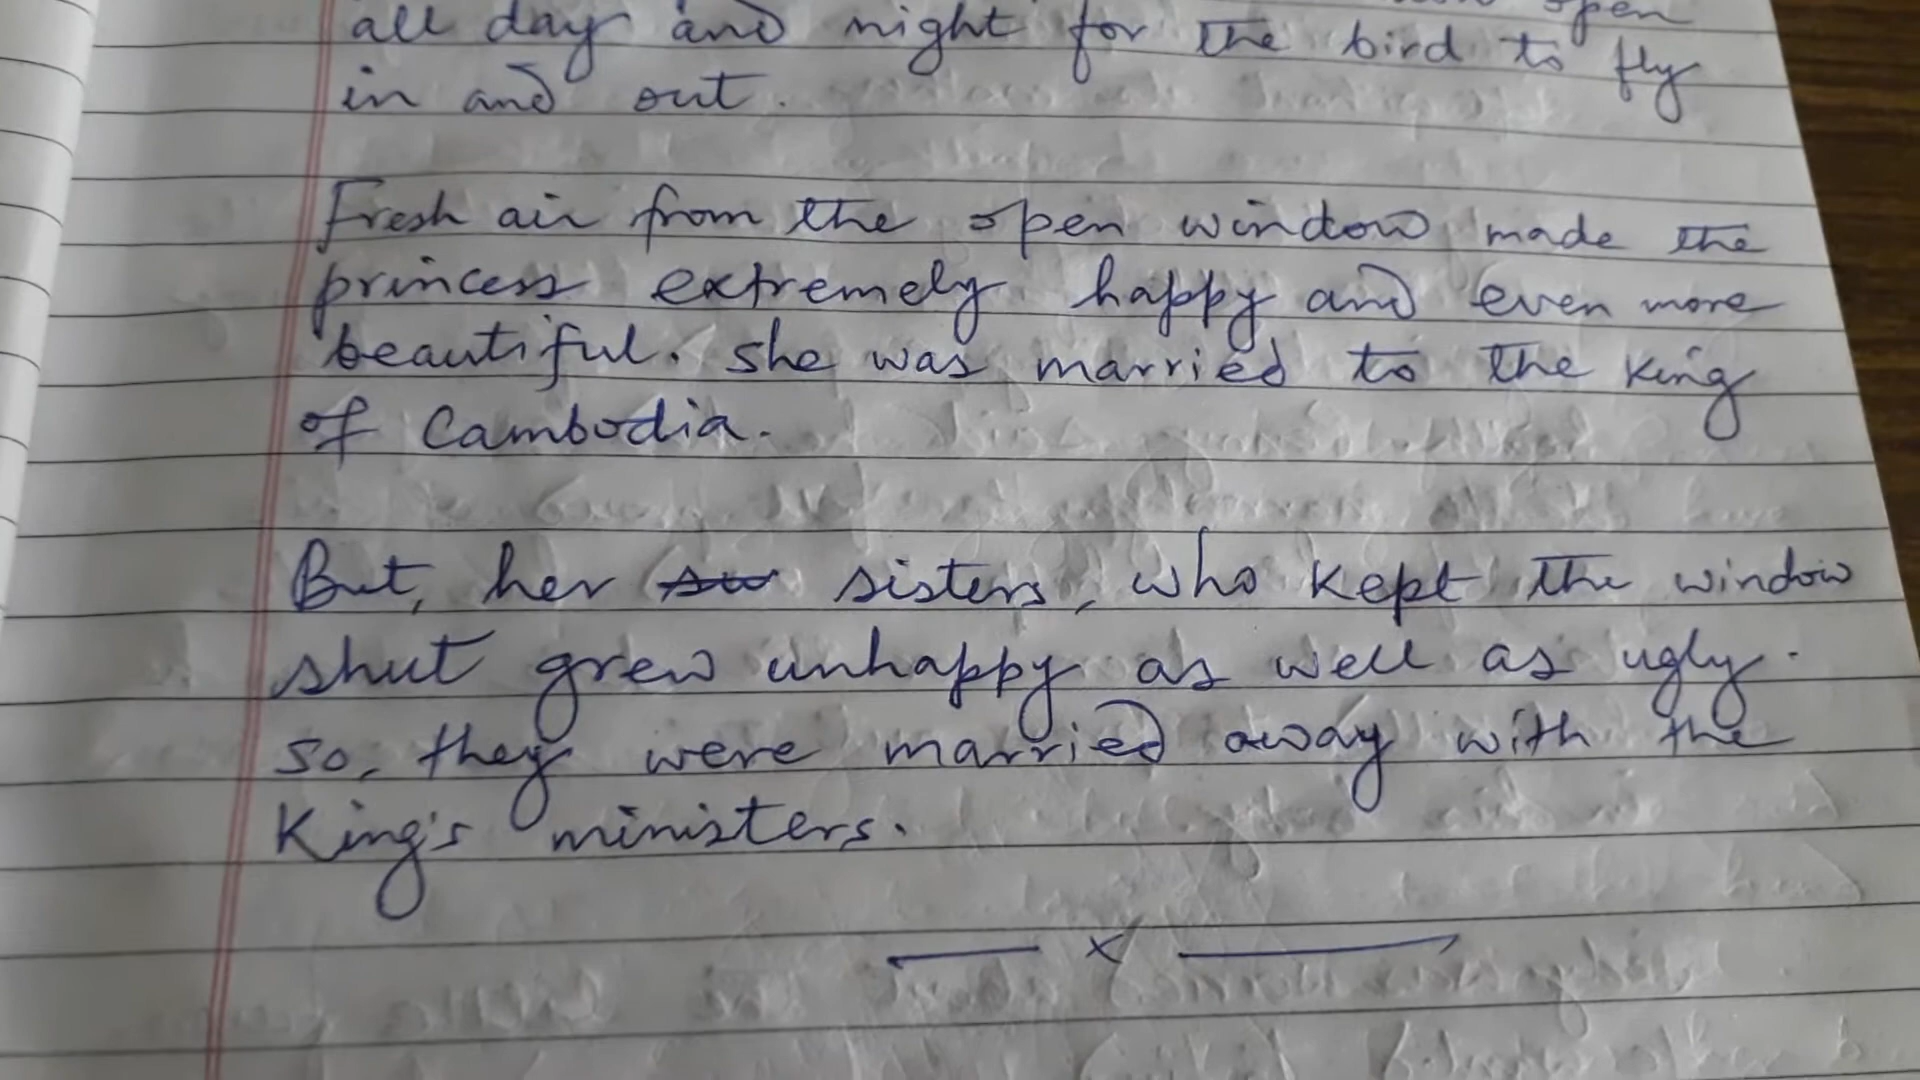 open
all day and night for the bird to fly
in and out.
Fresh air from the open window made the
princess extremely happy and even more
beautiful. She was married to the King
of Cambodia.
But, her sisters, who kept the window
shut grew unhappy as well as ugly.
So, they were married away with the
King's ministers.
x